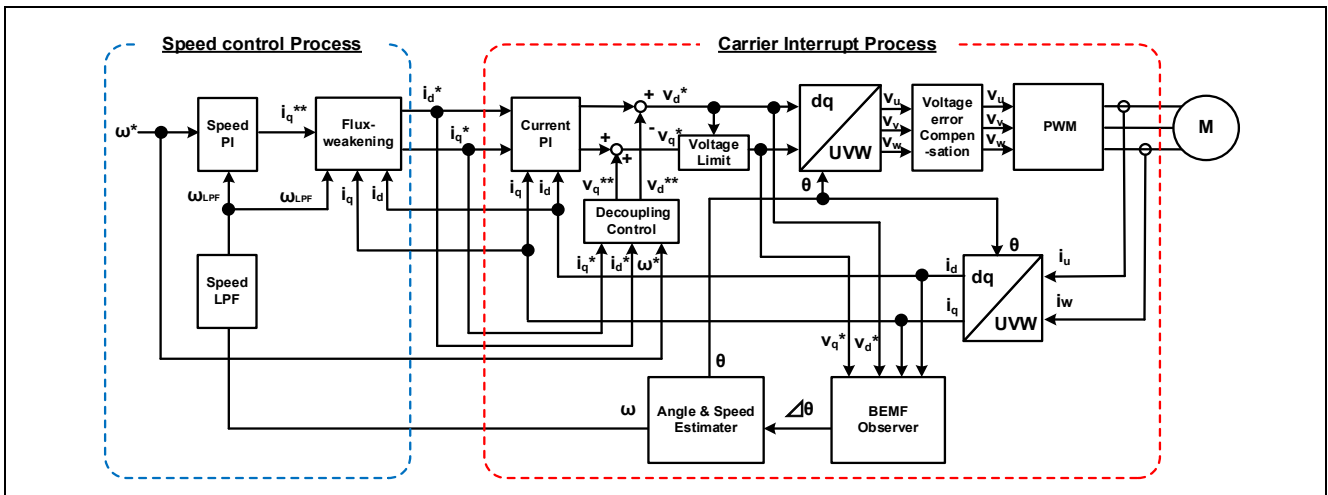 Speed control Process
Carrier Interrupt Process
ω*
Speed
PI
iq**
Flux-
weakening
id*
iq*
Current
PI
+
vd*
-
vq*
+
+
Voltage
Limit
dq
UVW
vu
vv
vw
Voltage
error
Compen
-sation
vu
vv
vw
PWM
M
ωLPF
ωLPF
iq
id
iq
id
vq**
vd**
θ
Decoupling
Control
Speed
LPF
iq*
id*
ω*
θ
id
dq
iu
iq
UVW
iw
vq*
vd*
θ
ω
Angle & Speed
Estimater
⊿θ
BEMF
Observer